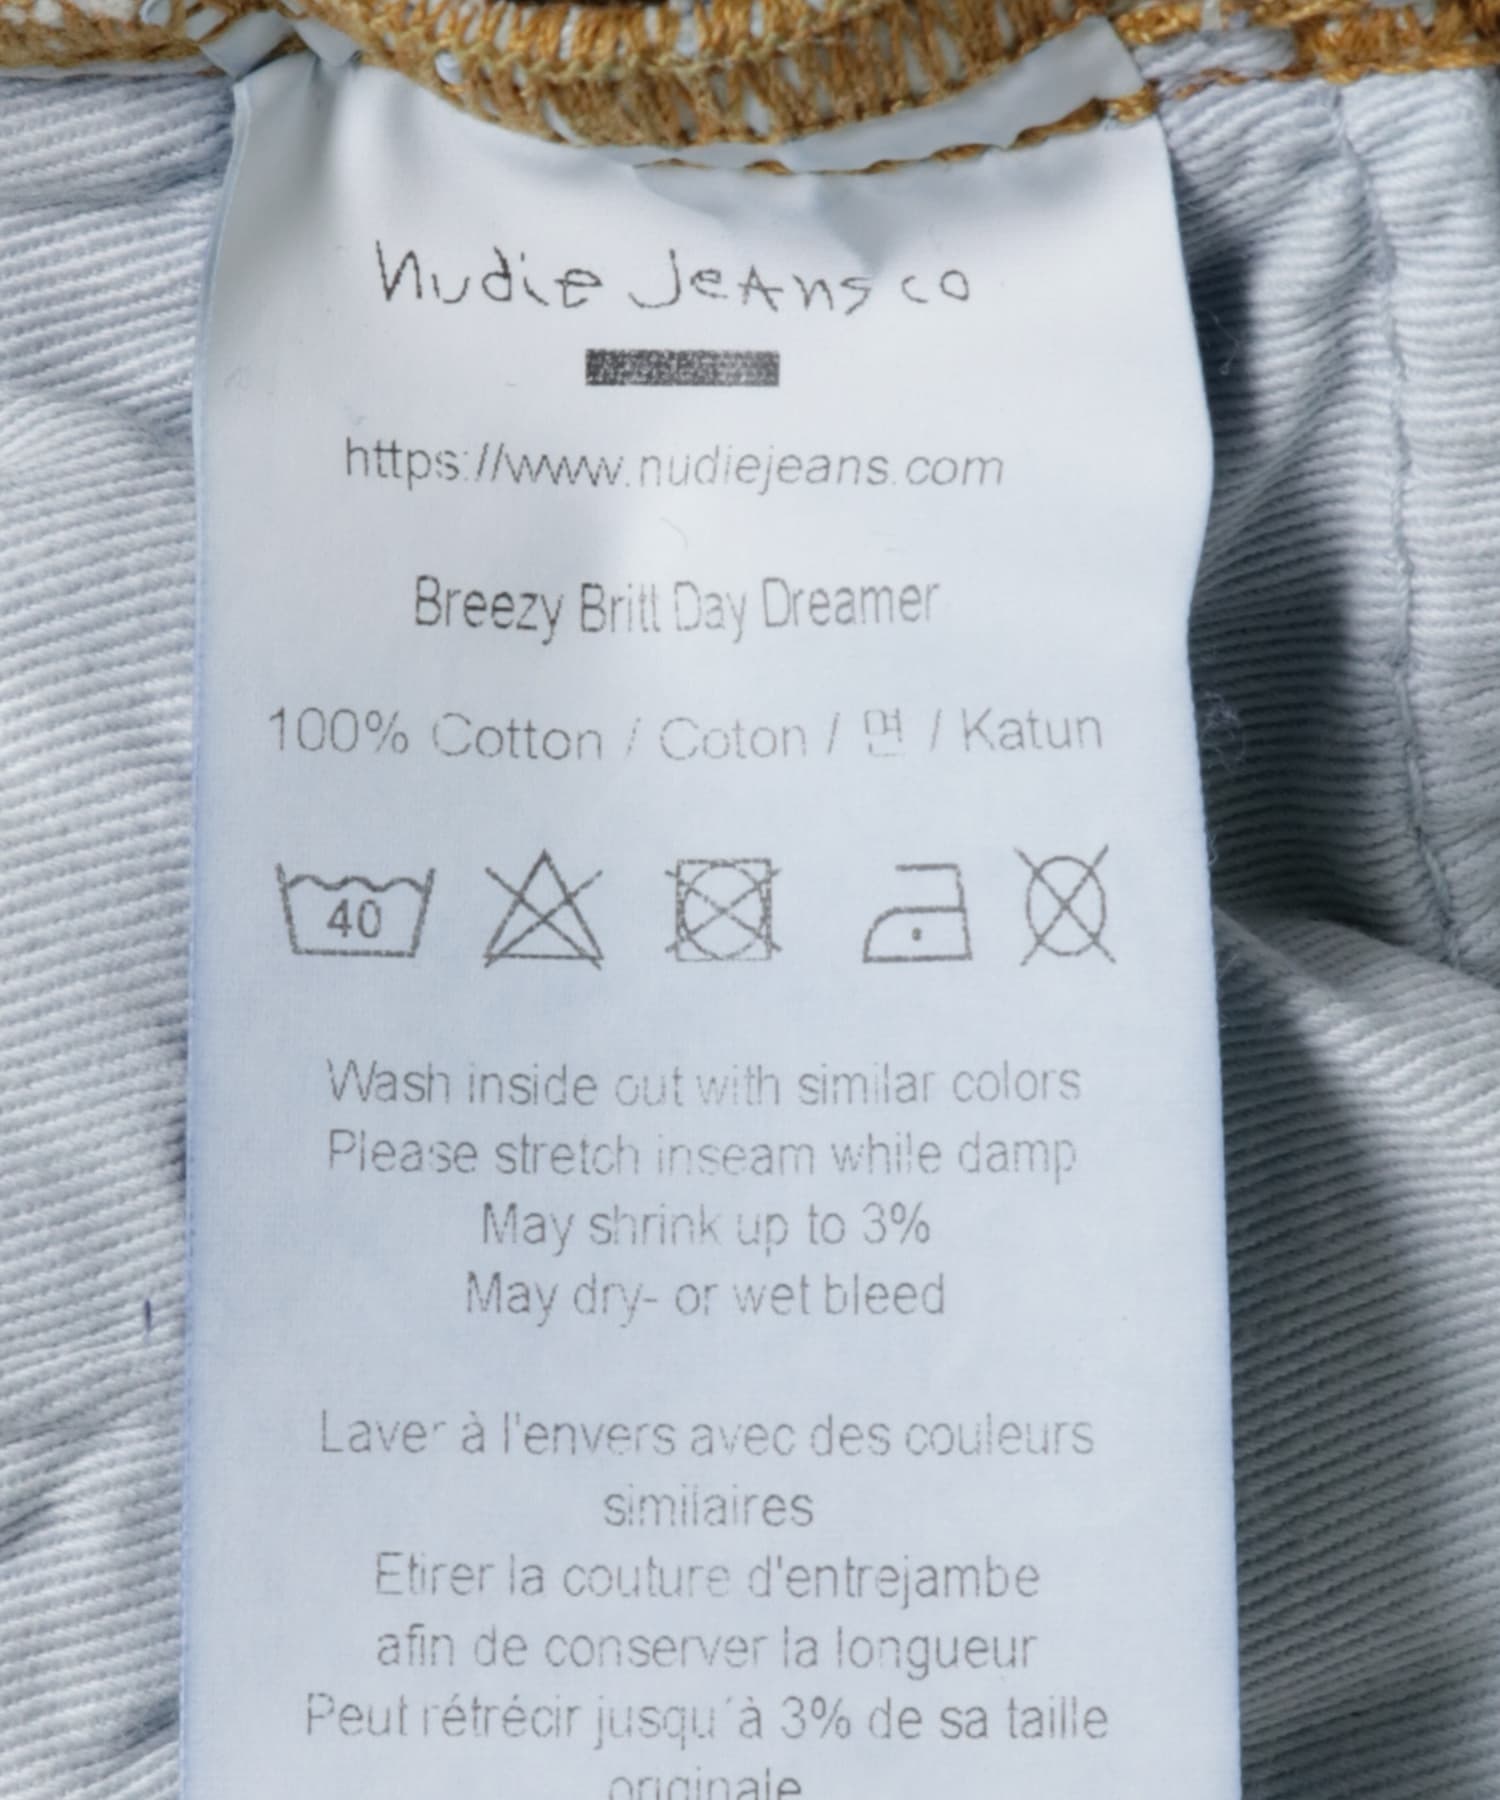 Nudie Jeans co
https://www.nudiejeans.com
Breezy Britt Day Dreamer
100% Cotton / Coton / 면 / Katun
40
Wash inside out with similar colors
Please stretch inseam while damp
May shrink up to 3%
May dry- or wet bleed
Laver à l'envers avec des couleurs
similaires
Etirer la couture d'entrejambe
afin de conserver la longueur
Peut rétrécir jusqu´à 3% de sa taille
originale